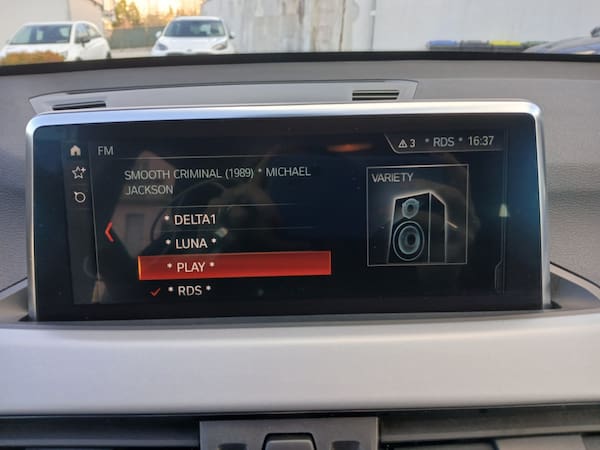 FM
3 * RDS * 16:37
SMOOTH CRIMINAL (1989) * MICHAEL
JACKSON
VARIETY
* DELTA1
* LUNA *
* PLAY *
* RDS *